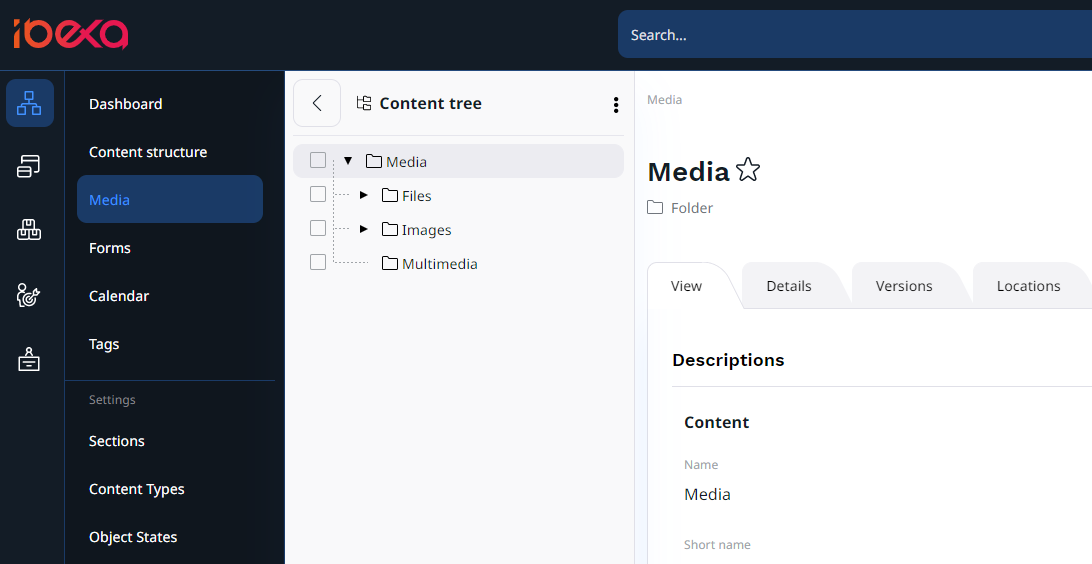 ibexa
Search...
Dashboard
Content structure
Media
Forms
Calendar
Tags
Settings
Sections
Content Types
Object States
Content tree
Media
Files
Images
Multimedia
Media
Media
Folder
View
Details
Versions
Locations
Descriptions
Content
Name
Media
Short name